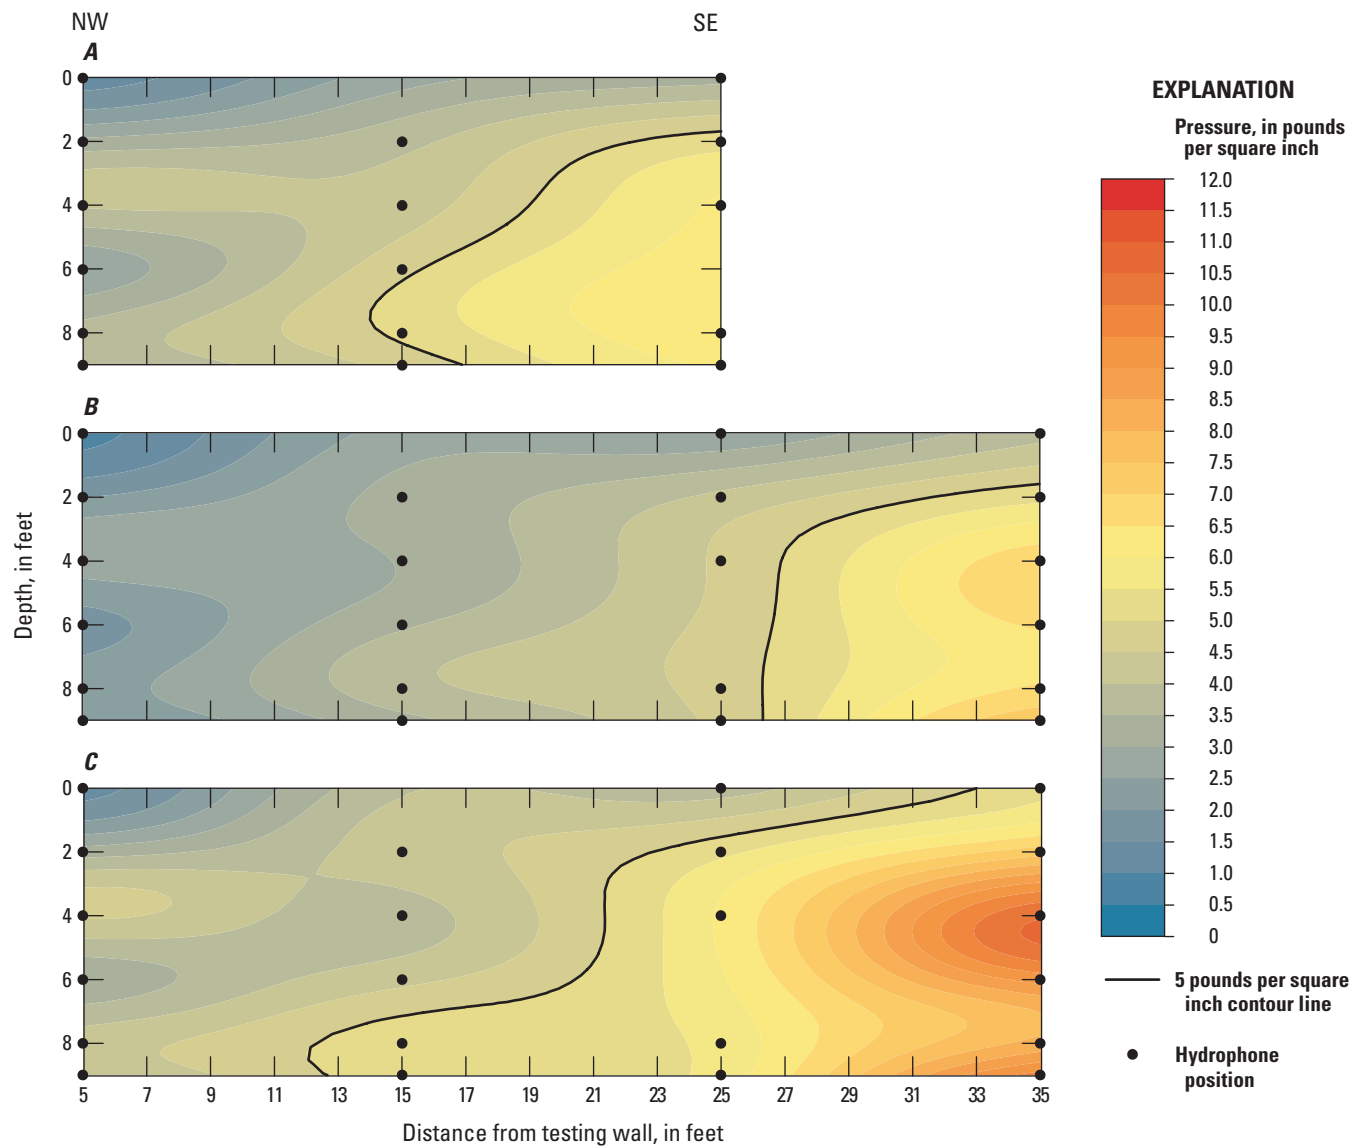 NW SE
A
0
2
4
6
8
B
0
2
4
6
8
Depth, in feet
C
0
2
4
6
8
5 7 9 11 13 15 17 19 21 23 25 27 29 31 33 35
Distance from testing wall, in feet
EXPLANATION
Pressure, in pounds
per square inch
12.0
11.5
11.0
10.5
10.0
9.5
9.0
8.5
8.0
7.5
7.0
6.5
6.0
5.5
5.0
4.5
4.0
3.5
3.0
2.5
2.0
1.5
1.0
0.5
0
5 pounds per square
inch contour line
Hydrophone
position